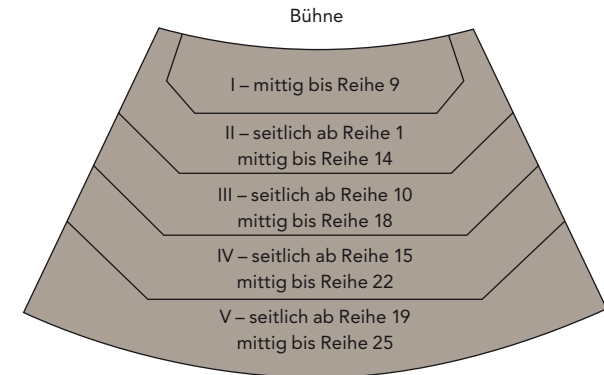 Bühne
I – mittig bis Reihe 9
II – seitlich ab Reihe 1
mittig bis Reihe 14
III – seitlich ab Reihe 10
mittig bis Reihe 18
IV – seitlich ab Reihe 15
mittig bis Reihe 22
V – seitlich ab Reihe 19
mittig bis Reihe 25